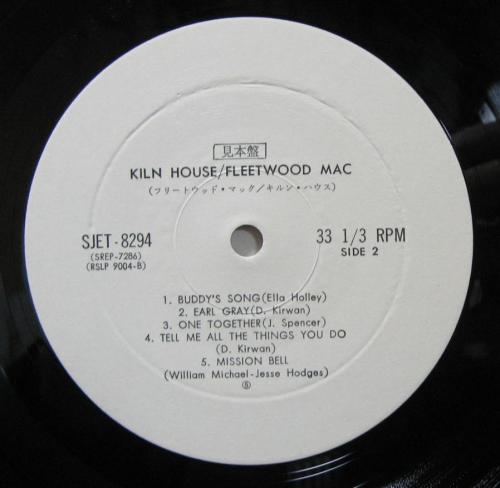 見本盤
KILN HOUSE/FLEETWOOD MAC
(フリートウッド・マック/キルン・ハウス)
SJET-8294
(SREP-7286)
(RSLP 9004-B)
33 1/3 RPM
SIDE 2
1. BUDDY'S SONG(Ella Holley)
2. EARL GRAY(D. Kirwan)
3. ONE TOGETHER(J. Spencer)
4. TELL ME ALL THE THINGS YOU DO
(D. Kirwan)
5. MISSION BELL
(William Michael-Jesse Hodges)
Ⓢ